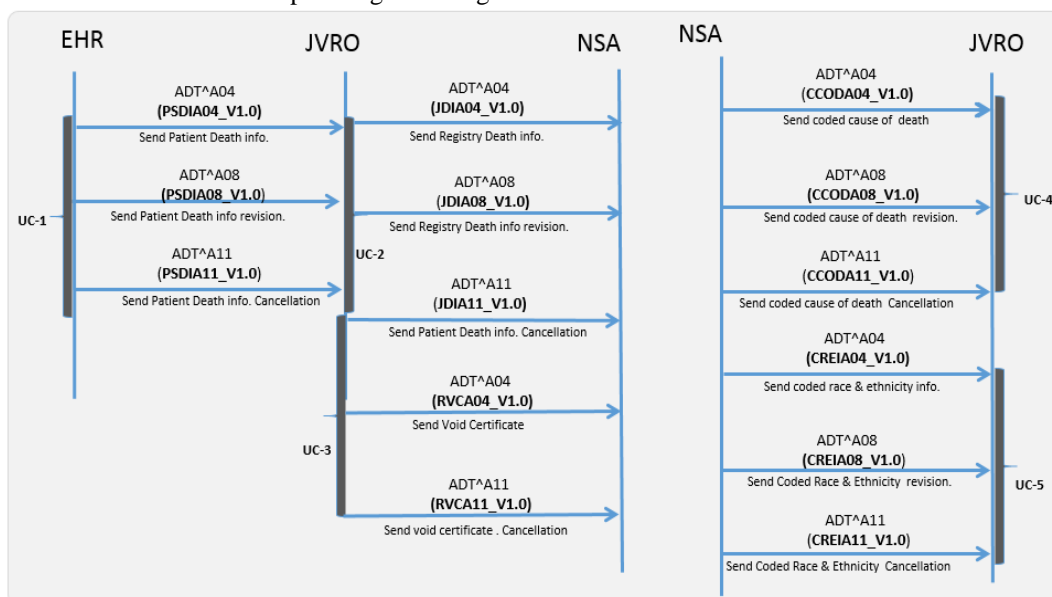 EHR
JVRO
NSA
NSA
JVRO
ADT^A04
(PSDIA04_V1.0)
Send Patient Death info.
ADT^A08
(PSDIA08_V1.0)
Send Patient Death info revision.
UC-1
ADT^A11
(PSDIA11_V1.0)
Send Patient Death info. Cancellation
ADT^A04
(JDIA04_V1.0)
Send Registry Death info.
ADT^A08
(JDIA08_V1.0)
Send Registry Death info revision.
UC-2
ADT^A11
(JDIA11_V1.0)
Send Patient Death info. Cancellation
ADT^A04
(RVCA04_V1.0)
Send Void Certificate
UC-3
ADT^A11
(RVCA11_V1.0)
Send void certificate . Cancellation
ADT^A04
(CCODA04_V1.0)
Send coded cause of death
ADT^A08
(CCODA08_V1.0)
Send coded cause of death revision.
UC-4
ADT^A11
(CCODA11_V1.0)
Send coded cause of death Cancellation
ADT^A04
(CREIA04_V1.0)
Send coded race & ethnicity info.
ADT^A08
(CREIA08_V1.0)
Send Coded Race & Ethnicity revision.
UC-5
ADT^A11
(CREIA11_V1.0)
Send Coded Race & Ethnicity Cancellation